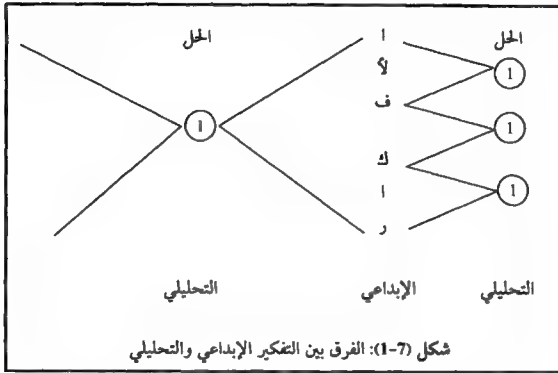 الحل
الحل
ا
لأ
ف
ك
ا
ر
1
1
1
1
التحليلي
الإبداعي
التحليلي
شكل (7-1): الفرق بين التفكير الإبداعي والتحليلي